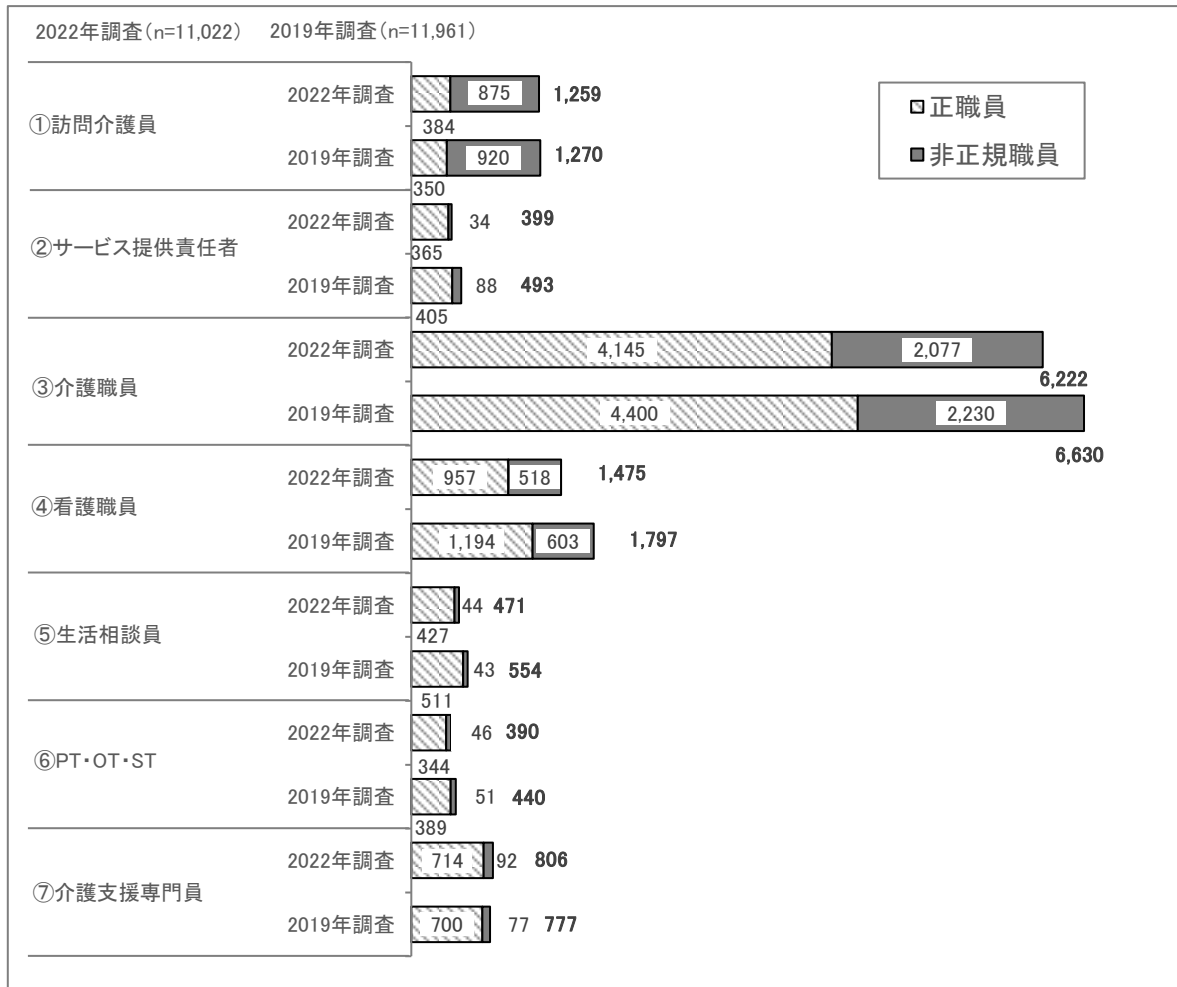 2022年調査(n=11,022) 2019年調査(n=11,961)
正職員
非正規職員
①訪問介護員
2022年調査 875 1,259
384
2019年調査 920 1,270
350
②サービス提供責任者
2022年調査 34 399
365
2019年調査 88 493
405
③介護職員
2022年調査 4,145 2,077
6,222
2019年調査 4,400 2,230
6,630
④看護職員
2022年調査 957 518 1,475
2019年調査 1,194 603 1,797
⑤生活相談員
2022年調査 44 471
427
2019年調査 43 554
511
⑥PT・OT・ST
2022年調査 46 390
344
2019年調査 51 440
389
⑦介護支援専門員
2022年調査 714 92 806
2019年調査 700 77 777